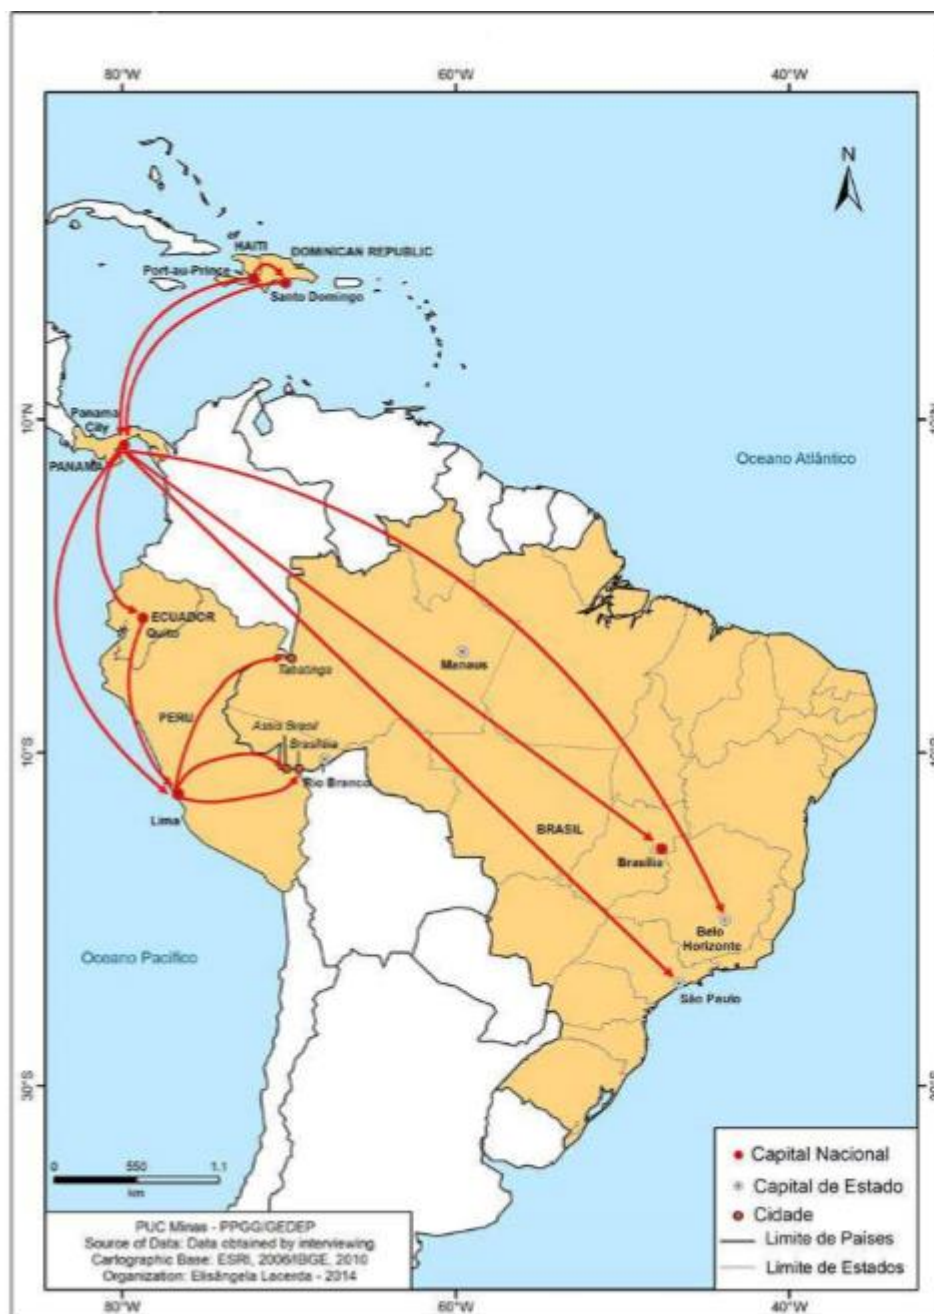 80°W 60°W 40°W
N
HAITI
DOMINICAN REPUBLIC
Port-au-Prince
Santo Domingo
Panama
City
10°N
PANAMA
Oceano Atlântico
ECUADOR
Quito
Manaus
Tabatinga
PERU
Assis Brasil
Brasiléia
10°S
Rio Branco
Lima
BRASIL
Brasília
Belo
Horizonte
Oceano Pacífico
São Paulo
30°S
0 550 1.1
km
Capital Nacional
Capital de Estado
Cidade
Limite de Países
Limite de Estados
PUC Minas - PPGG/GEDEP
Source of Data: Data obtained by interviewing
Cartographic Base: ESRI, 2006/IBGE, 2010
Organization: Elisângela Lacerda - 2014
80°W 60°W 40°W